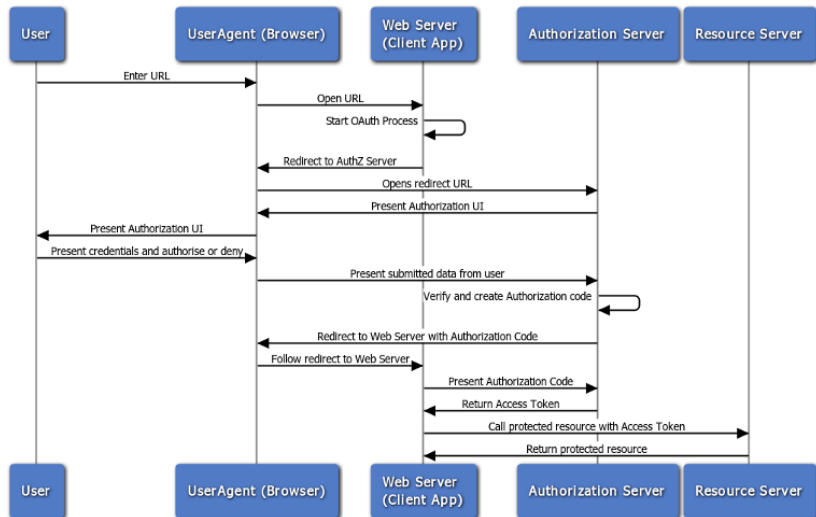 User
UserAgent (Browser)
Web Server
(Client App)
Authorization Server
Resource Server
Enter URL
Open URL
Start OAuth Process
Redirect to AuthZ Server
Opens redirect URL
Present Authorization UI
Present Authorization UI
Present credentials and authorise or deny
Present submitted data from user
Verify and create Authorization code
Redirect to Web Server with Authorization Code
Follow redirect to Web Server
Present Authorization Code
Return Access Token
Call protected resource with Access Token
Return protected resource
User
UserAgent (Browser)
Web Server
(Client App)
Authorization Server
Resource Server